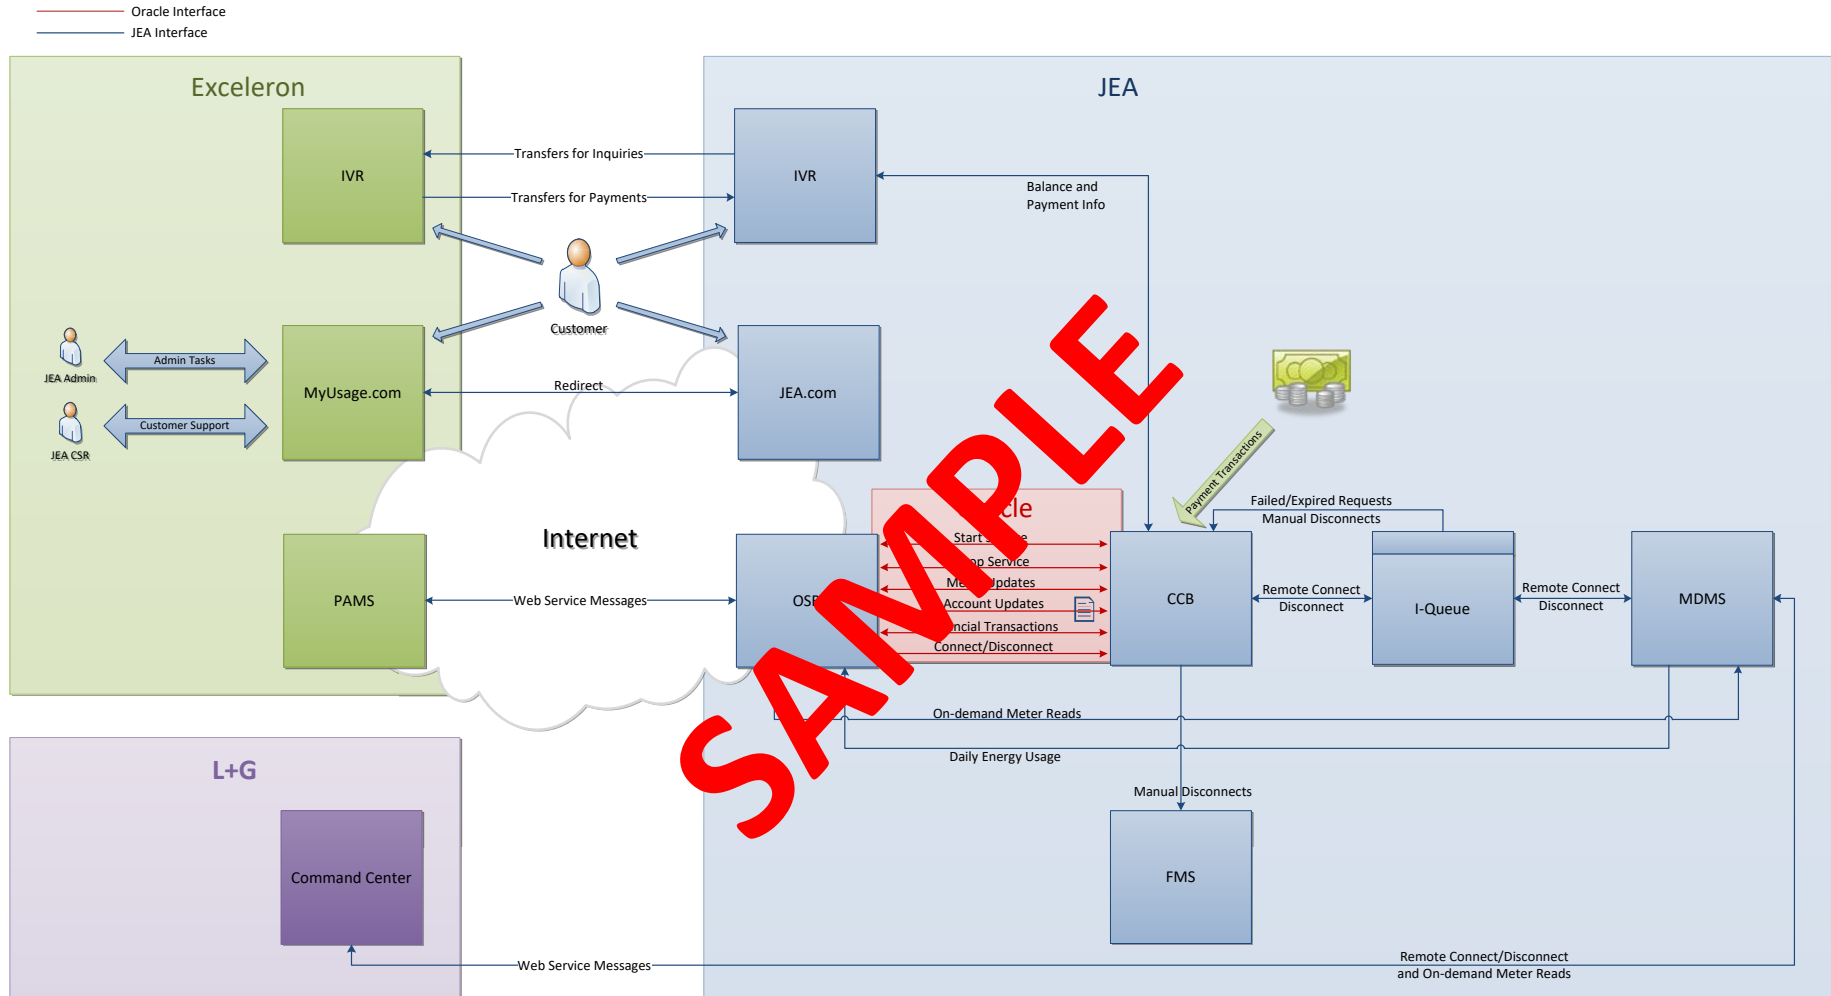 Oracle Interface
JEA Interface
Exceleron
JEA
IVR
Transfers for Inquiries
Transfers for Payments
IVR
Balance and
Payment Info
Customer
JEA Admin
Admin Tasks
JEA CSR
Customer Support
MyUsage.com
Redirect
JEA.com
Payment Transactions
SAMPLE
Internet
Failed/Expired Requests
Manual Disconnects
PAMS
Web Service Messages
Start
Service
Updates
Account Updates
Transactions
Connect/Disconnect
CCB
Remote Connect
Disconnect
I-Queue
Remote Connect
Disconnect
MDMS
On-demand Meter Reads
Daily Energy Usage
Manual Disconnects
L+G
Command Center
FMS
Web Service Messages
Remote Connect/Disconnect
and On-demand Meter Reads